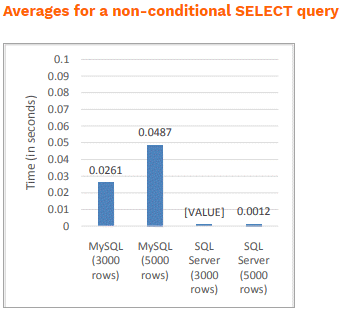 Averages for a non-conditional SELECT query
0.1
0.09
0.08
0.07
0.06
0.05
0.04
0.03
0.02
0.01
0
Time (in seconds)
0.0261
0.0487
[VALUE]
0.0012
MySQL
(3000
rows)
MySQL
(5000
rows)
SQL
Server
(3000
rows)
SQL
Server
(5000
rows)